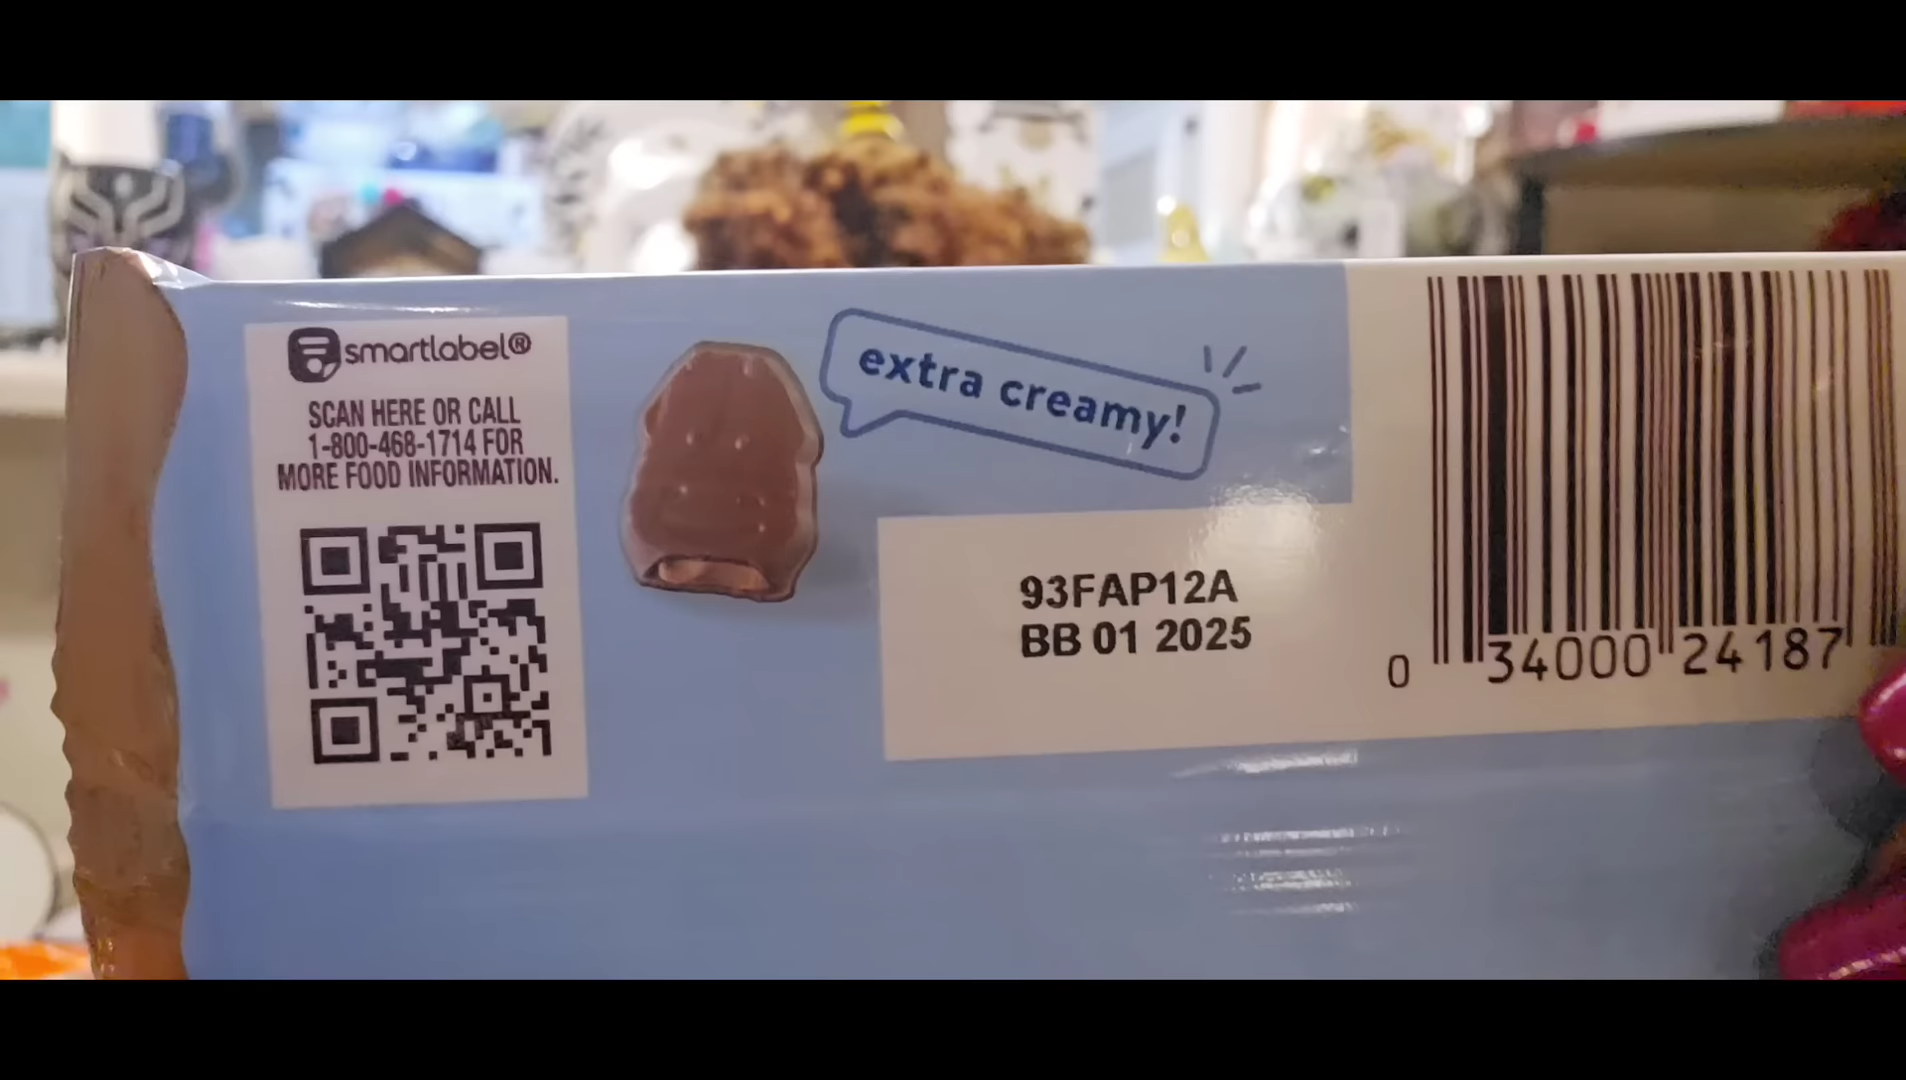 smartlabel®
SCAN HERE OR CALL
1-800-468-1714 FOR
MORE FOOD INFORMATION.
extra creamy!
93FAP12A
BB 01 2025
0 34000 24187